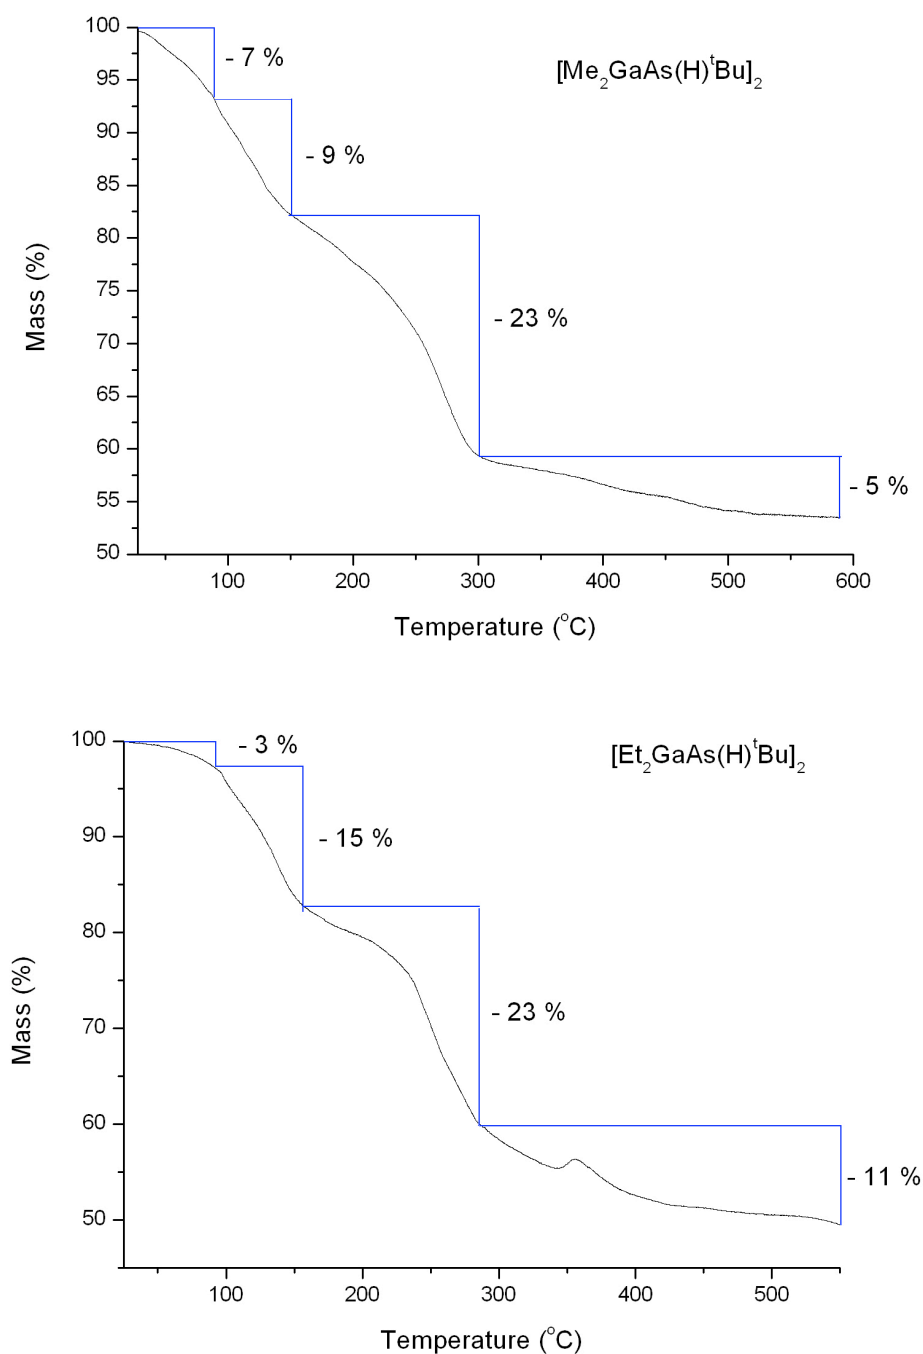 100
- 7 %
[Me₂GaAs(H)ᵗBu]₂
95
90
- 9 %
85
80
Mass (%)
75
- 23 %
70
65
60
- 5 %
55
50
100 200 300 400 500 600
Temperature (°C)
100
- 3 %
[Et₂GaAs(H)ᵗBu]₂
90
- 15 %
80
Mass (%)
- 23 %
70
60
- 11 %
50
100 200 300 400 500
Temperature (°C)